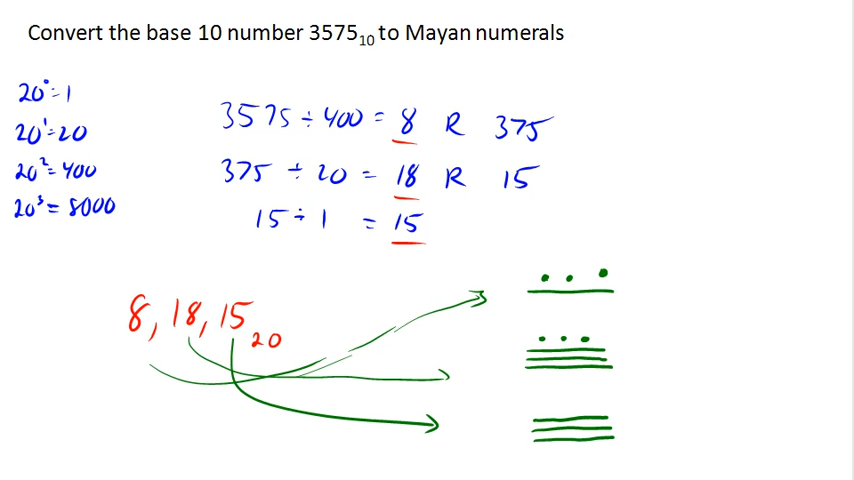 Convert the base 10 number 3575₁₀ to Mayan numerals
20⁰=1
20¹=20
20²=400
20³=8000
3575 ÷ 400 = 8 R 375
375 ÷ 20 = 18 R 15
15 ÷ 1 = 15
8, 18, 15₂₀